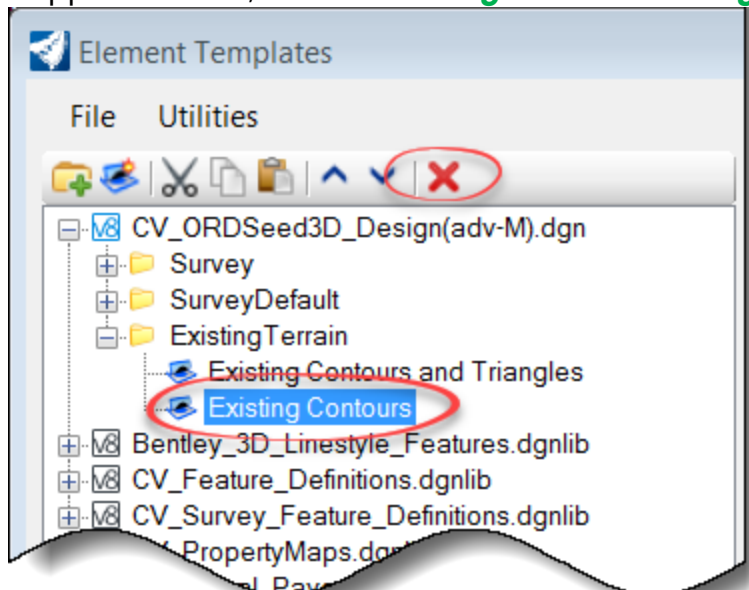 Element Templates
File Utilities
CV_ORDSeed3D_Design(adv-M).dgn
Survey
SurveyDefault
ExistingTerrain
Existing Contours and Triangles
Existing Contours
Bentley_3D_Linestyle_Features.dgnlib
CV_Feature_Definitions.dgnlib
CV_Survey_Feature_Definitions.dgnlib